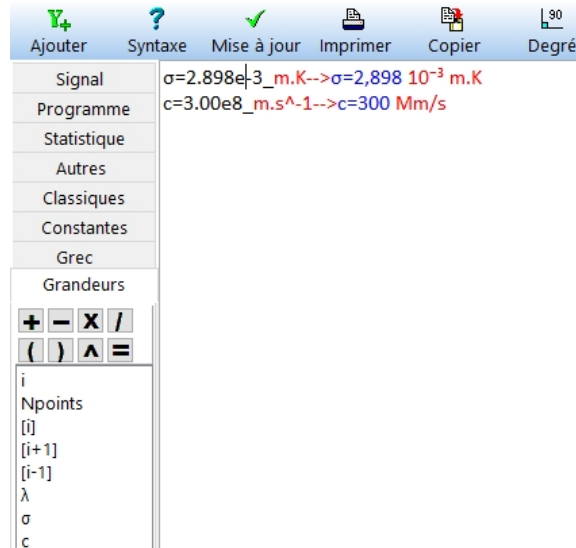 Ajouter Syntaxe Mise à jour Imprimer Copier Degré
90
Signal
Programme
Statistique
Autres
Classiques
Constantes
Grec
Grandeurs
σ=2.898e-3_m.K-->σ=2,898 10⁻³ m.K
c=3.00e8_m.s^-1-->c=300 Mm/s
+ − X /
( ) ^ =
i
Npoints
[i]
[i+1]
[i-1]
λ
σ
c